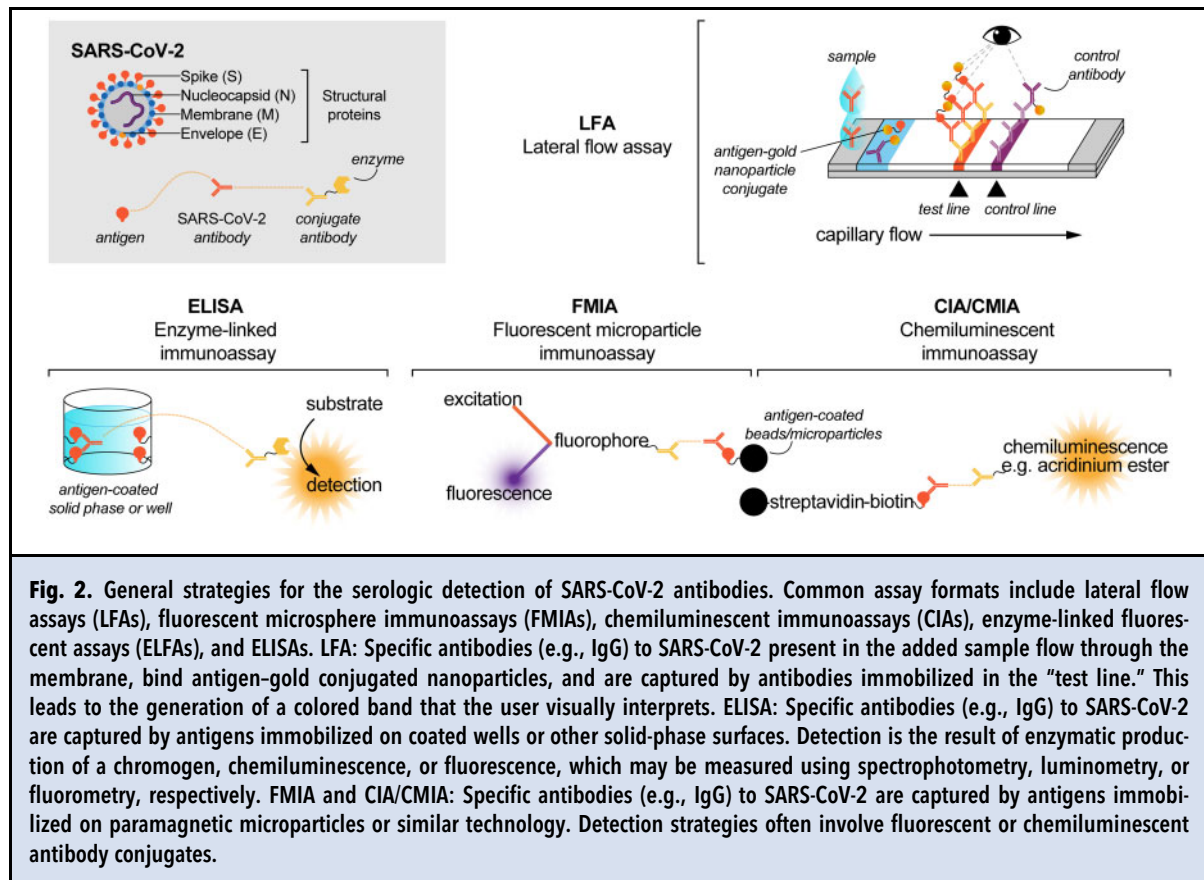 SARS-CoV-2
Spike (S)
Nucleocapsid (N)
Membrane (M)
Envelope (E)
Structural
proteins
enzyme
antigen
SARS-CoV-2
antibody
conjugate
antibody
LFA
Lateral flow assay
sample
control
antibody
antigen-gold
nanoparticle
conjugate
test line
control line
capillary flow
ELISA
Enzyme-linked
immunoassay
substrate
detection
antigen-coated
solid phase or well
FMIA
Fluorescent microparticle
immunoassay
excitation
fluorophore
fluorescence
antigen-coated
beads/microparticles
streptavidin-biotin
CIA/CMIA
Chemiluminescent
immunoassay
chemiluminescence
e.g. acridinium ester
Fig. 2. General strategies for the serologic detection of SARS-CoV-2 antibodies. Common assay formats include lateral flow
assays (LFAs), fluorescent microsphere immunoassays (FMIAs), chemiluminescent immunoassays (CIAs), enzyme-linked fluores-
cent assays (ELFAs), and ELISAs. LFA: Specific antibodies (e.g., IgG) to SARS-CoV-2 present in the added sample flow through the
membrane, bind antigen–gold conjugated nanoparticles, and are captured by antibodies immobilized in the “test line.” This
leads to the generation of a colored band that the user visually interprets. ELISA: Specific antibodies (e.g., IgG) to SARS-CoV-2
are captured by antigens immobilized on coated wells or other solid-phase surfaces. Detection is the result of enzymatic produc-
tion of a chromogen, chemiluminescence, or fluorescence, which may be measured using spectrophotometry, luminometry, or
fluorometry, respectively. FMIA and CIA/CMIA: Specific antibodies (e.g., IgG) to SARS-CoV-2 are captured by antigens immobi-
lized on paramagnetic microparticles or similar technology. Detection strategies often involve fluorescent or chemiluminescent
antibody conjugates.